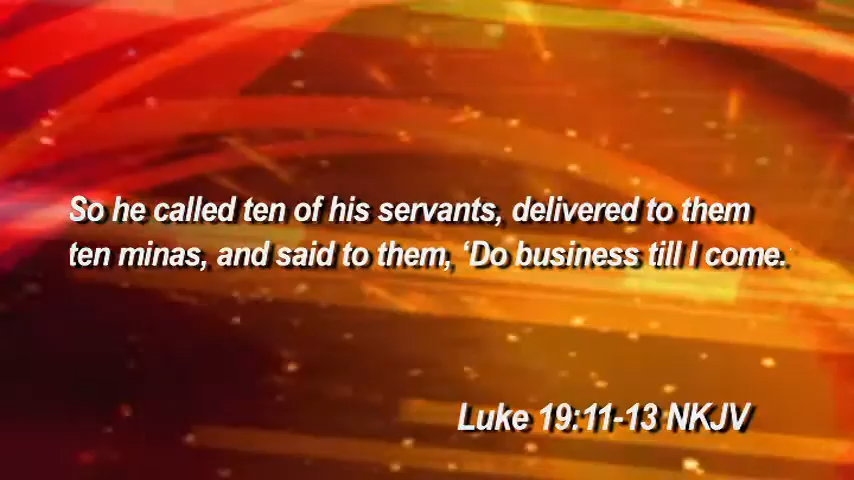 So he called ten of his servants, delivered to them
ten minas, and said to them, ‘Do business till I come.’
Luke 19:11-13 NKJV